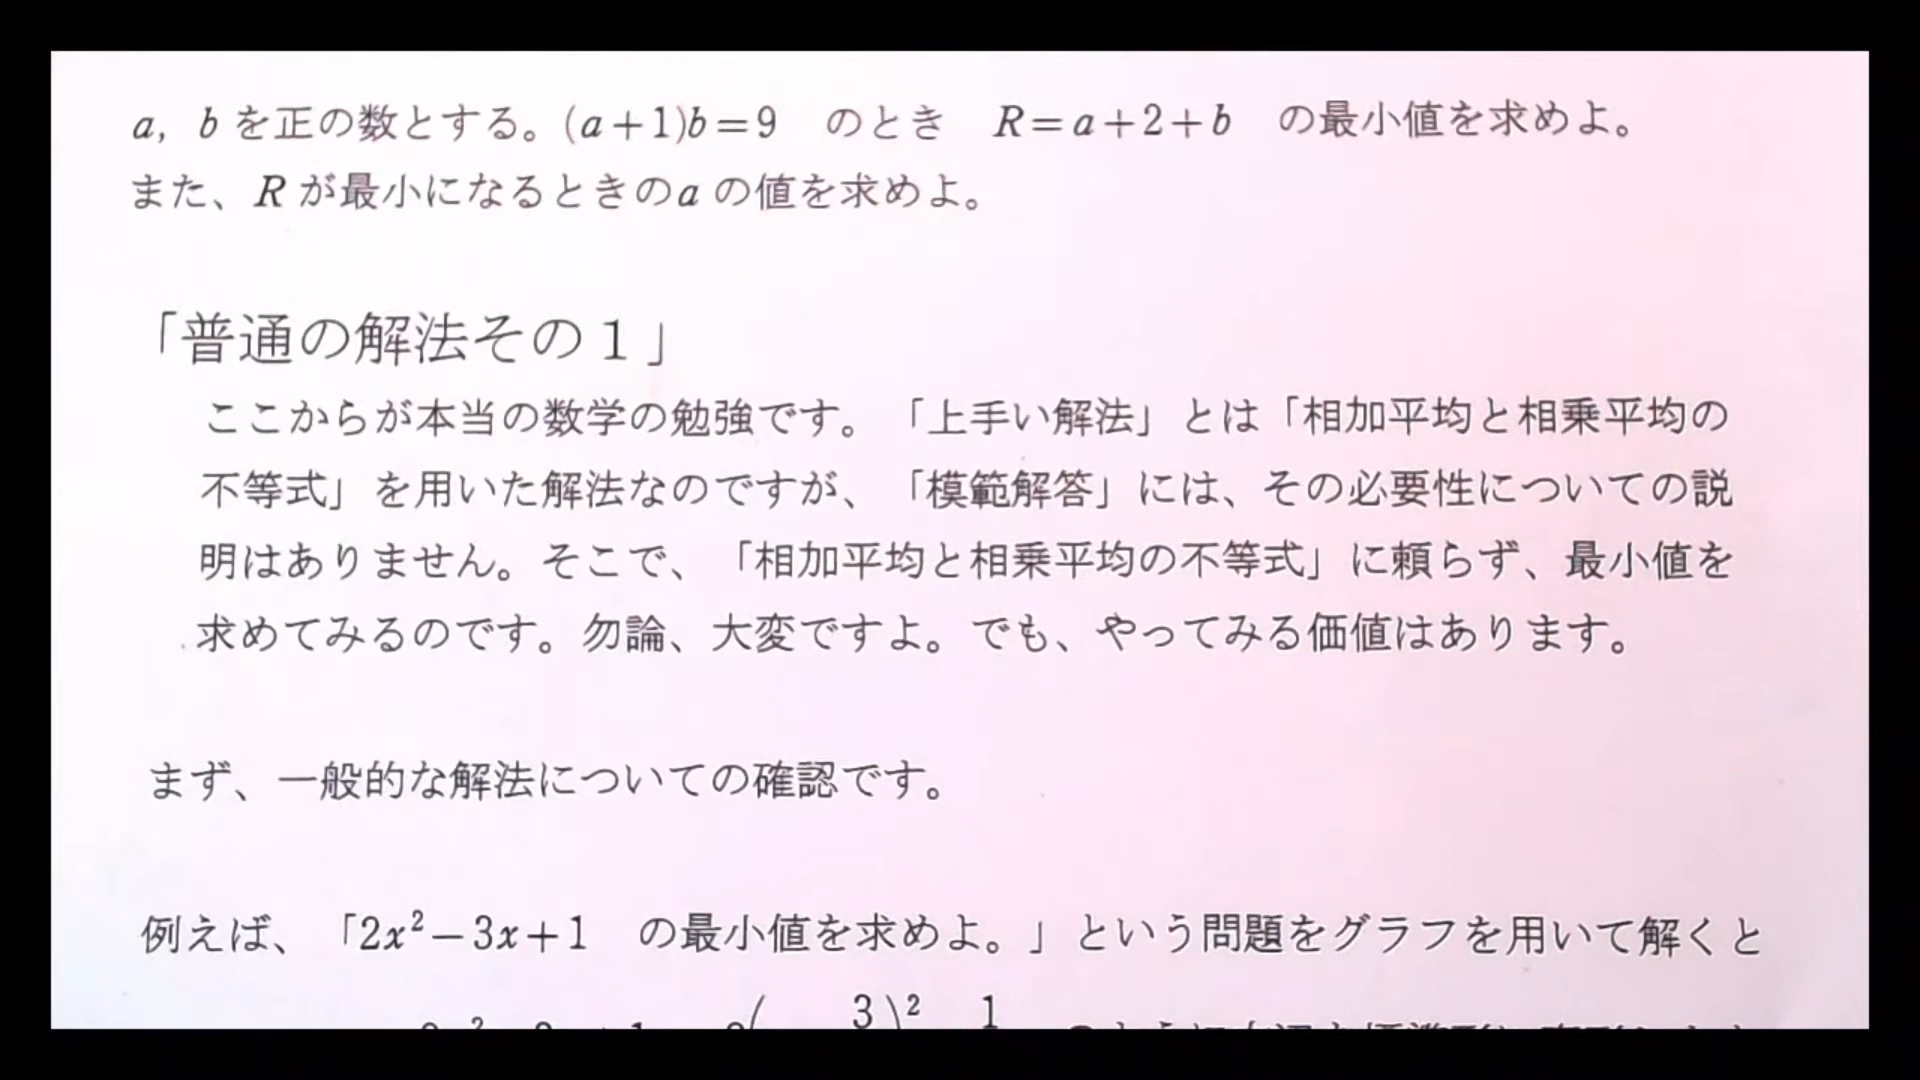 a, bを正の数とする。(a+1)b=9　のとき　R=a+2+b　の最小値を求めよ。
また、Rが最小になるときのaの値を求めよ。
「普通の解法その１」
ここからが本当の数学の勉強です。「上手い解法」とは「相加平均と相乗平均の
不等式」を用いた解法なのですが、「模範解答」には、その必要性についての説
明はありません。そこで、「相加平均と相乗平均の不等式」に頼らず、最小値を
求めてみるのです。勿論、大変ですよ。でも、やってみる価値はあります。
まず、一般的な解法についての確認です。
例えば、「2x²−3x+1　の最小値を求めよ。」という問題をグラフを用いて解くと